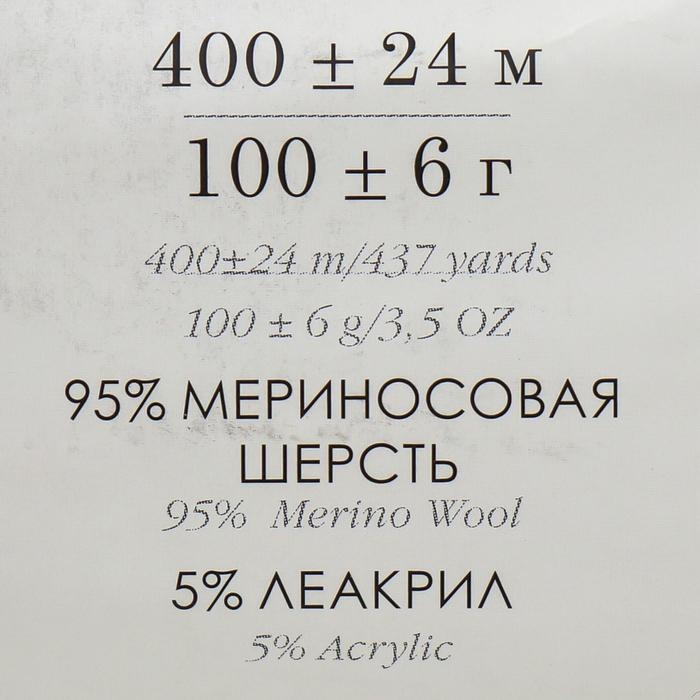 400 ± 24 м
100 ± 6 г
400±24 m/437 yards
100 ± 6 g/3,5 OZ
95% МЕРИНОСОВАЯ
ШЕРСТЬ
95% Merino Wool
5% ЛЕАКРИЛ
5% Acrylic